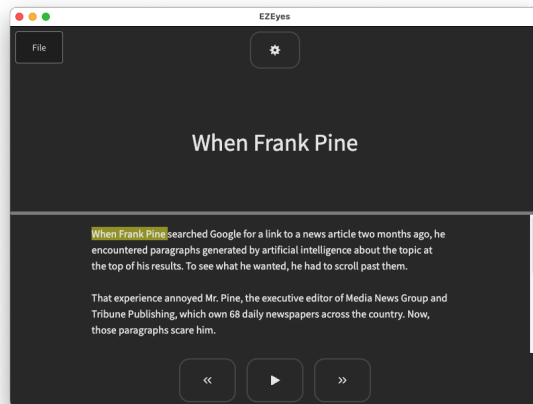 EZEyes
File
When Frank Pine
When Frank Pine searched Google for a link to a news article two months ago, he
encountered paragraphs generated by artificial intelligence about the topic at
the top of his results. To see what he wanted, he had to scroll past them.
That experience annoyed Mr. Pine, the executive editor of Media News Group and
Tribune Publishing, which own 68 daily newspapers across the country. Now,
those paragraphs scare him.